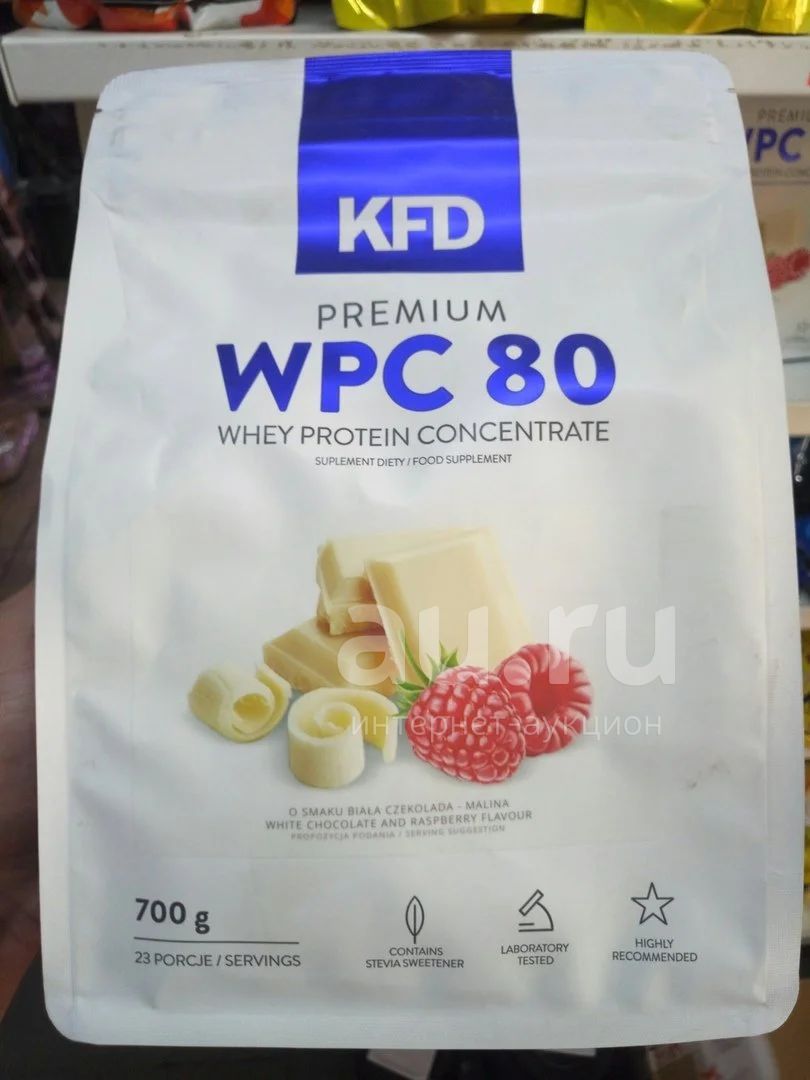 KFD
PREMIUM
WPC 80
WHEY PROTEIN CONCENTRATE
SUPLEMENT DIETY / FOOD SUPPLEMENT
au.ru
интернет-аукцион
O SMAKU BIAŁA CZEKOLADA - MALINA
WHITE CHOCOLATE AND RASPBERRY FLAVOUR
PROPOZYCJA PODANIA / SERVING SUGGESTION
700 g
23 PORCJE / SERVINGS
CONTAINS
STEVIA SWEETENER
LABORATORY
TESTED
HIGHLY
RECOMMENDED